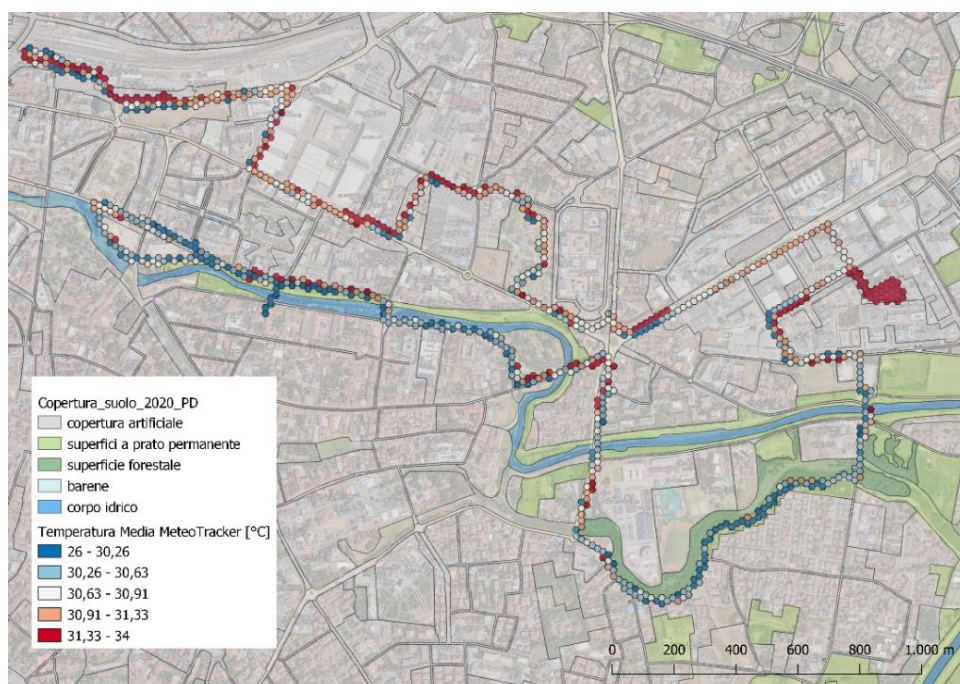 Copertura_suolo_2020_PD
copertura artificiale
superfici a prato permanente
superficie forestale
barene
corpo idrico
Temperatura Media MeteoTracker [°C]
26 - 30,26
30,26 - 30,63
30,63 - 30,91
30,91 - 31,33
31,33 - 34
0 200 400 600 800 1.000 m